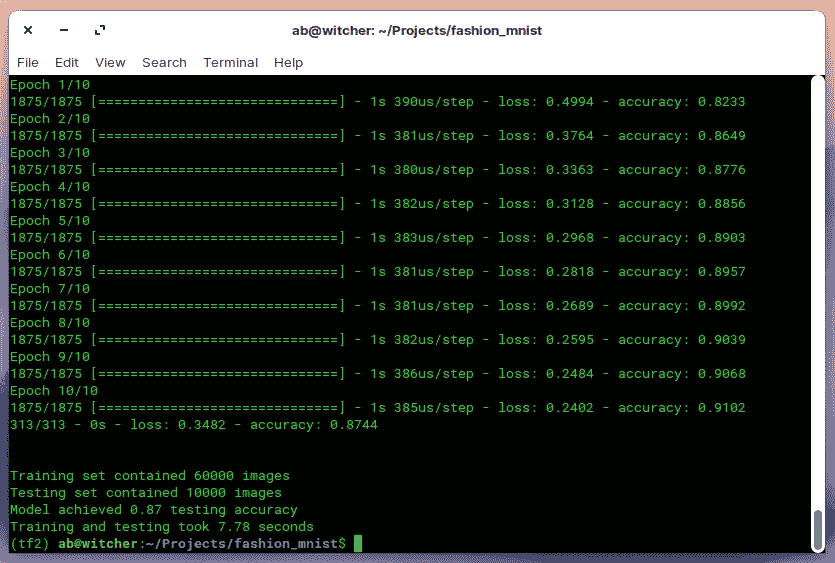 ab@witcher: ~/Projects/fashion_mnist
File Edit View Search Terminal Help
Epoch 1/10
1875/1875 [==============================] - 1s 390us/step - loss: 0.4994 - accuracy: 0.8233
Epoch 2/10
1875/1875 [==============================] - 1s 381us/step - loss: 0.3764 - accuracy: 0.8649
Epoch 3/10
1875/1875 [==============================] - 1s 380us/step - loss: 0.3363 - accuracy: 0.8776
Epoch 4/10
1875/1875 [==============================] - 1s 382us/step - loss: 0.3128 - accuracy: 0.8856
Epoch 5/10
1875/1875 [==============================] - 1s 383us/step - loss: 0.2968 - accuracy: 0.8903
Epoch 6/10
1875/1875 [==============================] - 1s 381us/step - loss: 0.2818 - accuracy: 0.8957
Epoch 7/10
1875/1875 [==============================] - 1s 381us/step - loss: 0.2689 - accuracy: 0.8992
Epoch 8/10
1875/1875 [==============================] - 1s 382us/step - loss: 0.2595 - accuracy: 0.9039
Epoch 9/10
1875/1875 [==============================] - 1s 386us/step - loss: 0.2484 - accuracy: 0.9068
Epoch 10/10
1875/1875 [==============================] - 1s 385us/step - loss: 0.2402 - accuracy: 0.9102
313/313 - 0s - loss: 0.3482 - accuracy: 0.8744
Training set contained 60000 images
Testing set contained 10000 images
Model achieved 0.87 testing accuracy
Training and testing took 7.78 seconds
(tf2) ab@witcher:~/Projects/fashion_mnist$